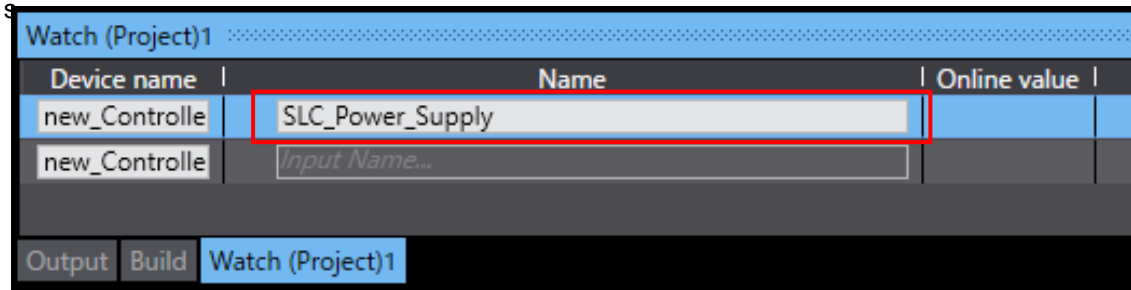 s
Watch (Project)1
Device name Name Online value
new_Controlle SLC_Power_Supply
new_Controlle Input Name...
Output Build Watch (Project)1